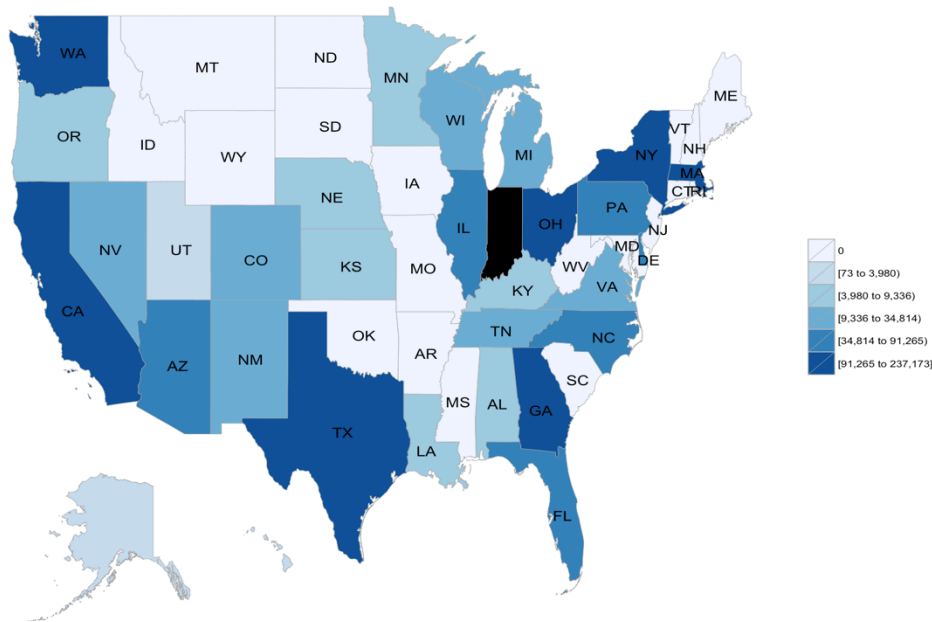 WA
MT
ND
MN
ME
OR
ID
SD
WI
VT
NH
WY
MI
NY
MA
IA
CT RI
NE
PA
NV
UT
CO
IL
OH
NJ
KS
MO
MD
DE
WV
VA
CA
KY
OK
TN
NC
AZ
NM
AR
SC
MS
AL
GA
TX
LA
FL
0
[73 to 3,980)
[3,980 to 9,336)
[9,336 to 34,814)
[34,814 to 91,265)
[91,265 to 237,173]